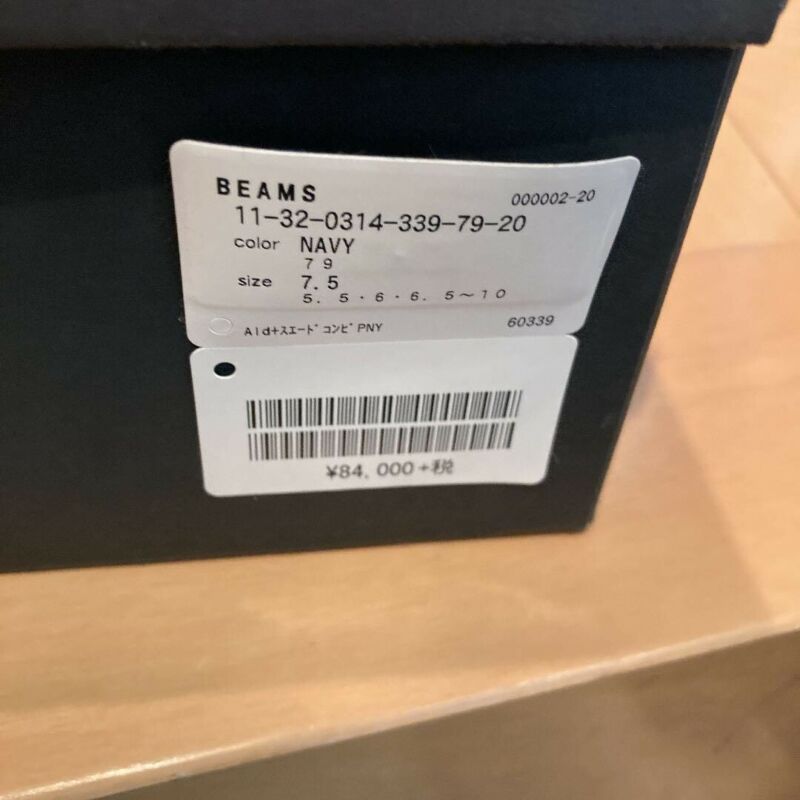 BEAMS 000002-20
11-32-0314-339-79-20
color NAVY
79
size 7.5
5. 5・6・6. 5〜10
Ald+ｽｴｰﾄﾞｺﾝﾋﾞPNY 60339
¥84, 000+税